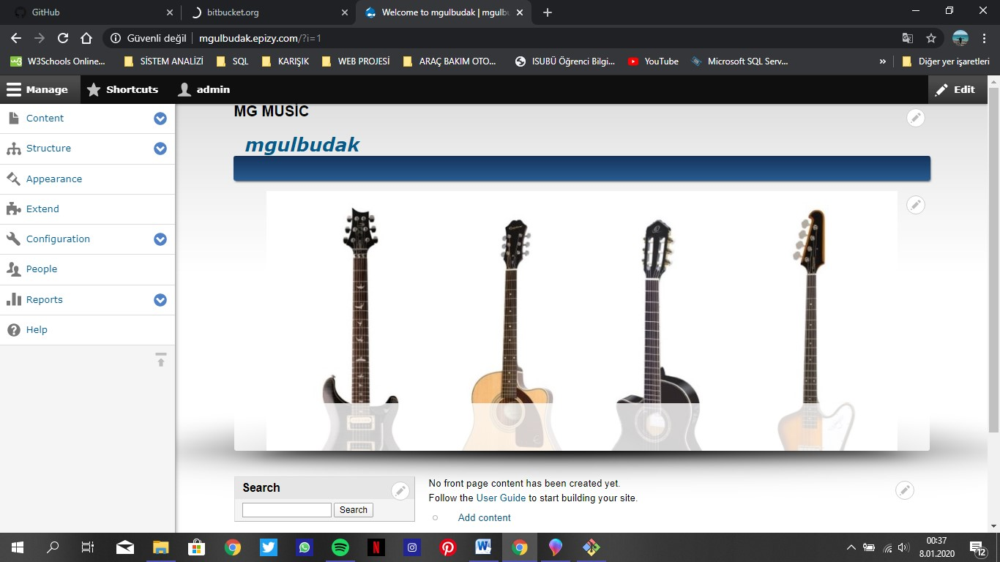 GitHub
bitbucket.org
Welcome to mgulbudak | mgulbu
Güvenli değil | mgulbudak.epizy.com/?i=1
W3Schools Online... SİSTEM ANALİZİ SQL KARIŞIK WEB PROJESİ ARAÇ BAKIM OTO... ISUBÜ Öğrenci Bilgi... YouTube Microsoft SQL Serv... » Diğer yer işaretleri
Manage Shortcuts admin Edit
Content
Structure
Appearance
Extend
Configuration
People
Reports
Help
MG MUSİC
mgulbudak
Search
Search
No front page content has been created yet.
Follow the User Guide to start building your site.
Add content
00:37
8.01.2020
12